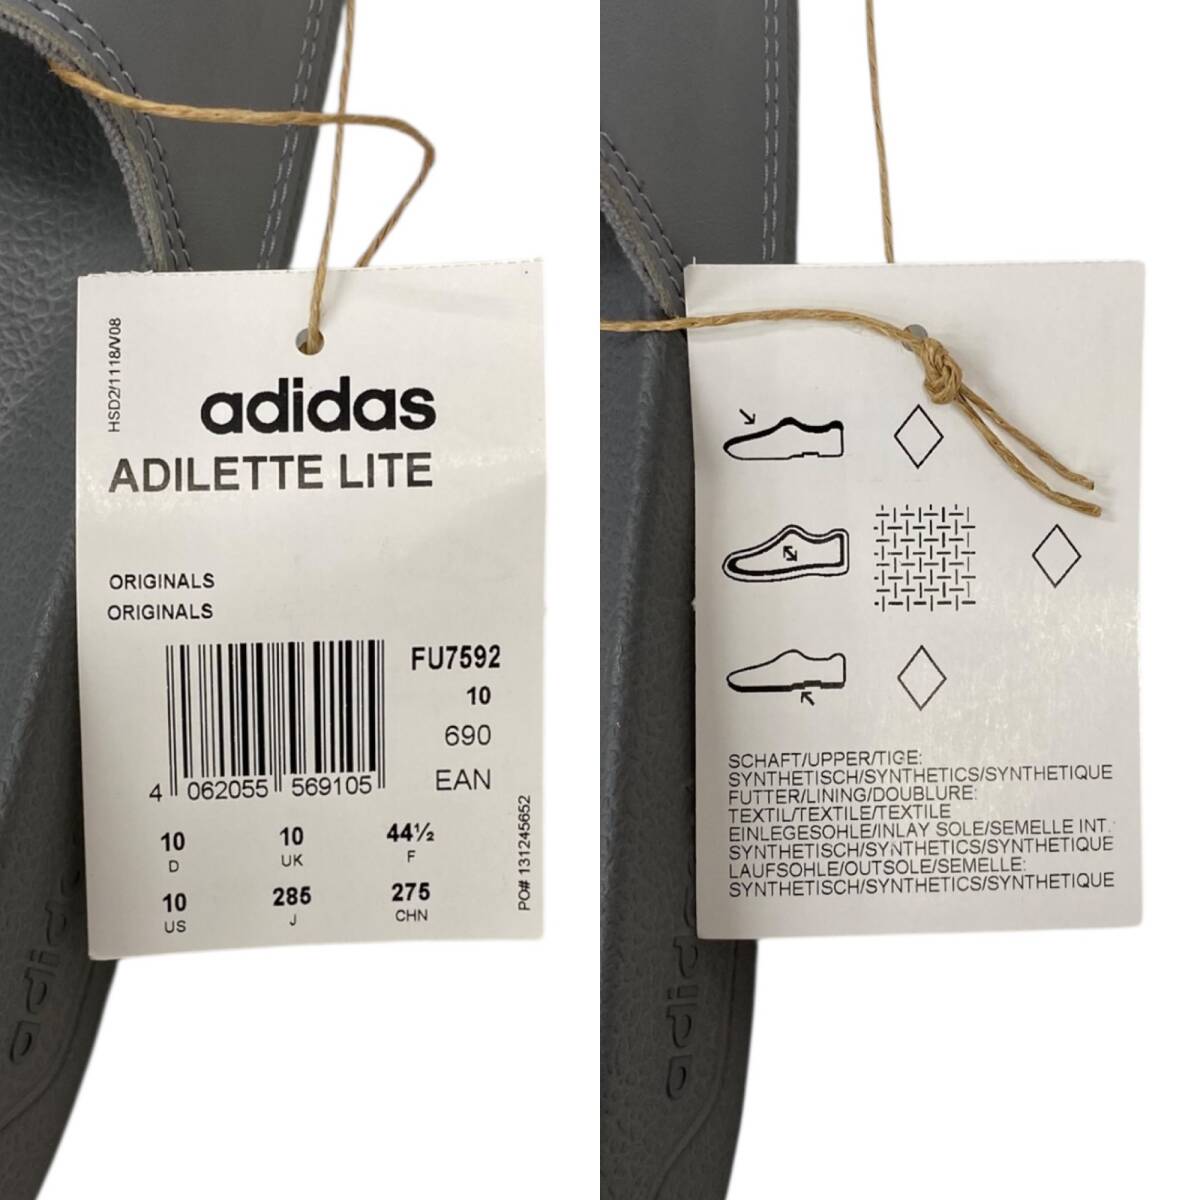 HSD2/1118/V08
adidas
ADILETTE LITE
ORIGINALS
ORIGINALS
FU7592
10
690
EAN
4 062055 569105
10 10 44½
D UK F
10 285 275
US J CHN
PO# 131245652
adidas
SCHAFT/UPPER/TIGE:
SYNTHETISCH/SYNTHETICS/SYNTHETIQUE
FUTTER/LINING/DOUBLURE:
TEXTIL/TEXTILE/TEXTILE
EINLEGESOHLE/INLAY SOLE/SEMELLE INT.
SYNTHETISCH/SYNTHETICS/SYNTHETIQUE
LAUFSOHLE/OUTSOLE/SEMELLE:
SYNTHETISCH/SYNTHETICS/SYNTHETIQUE
adidas